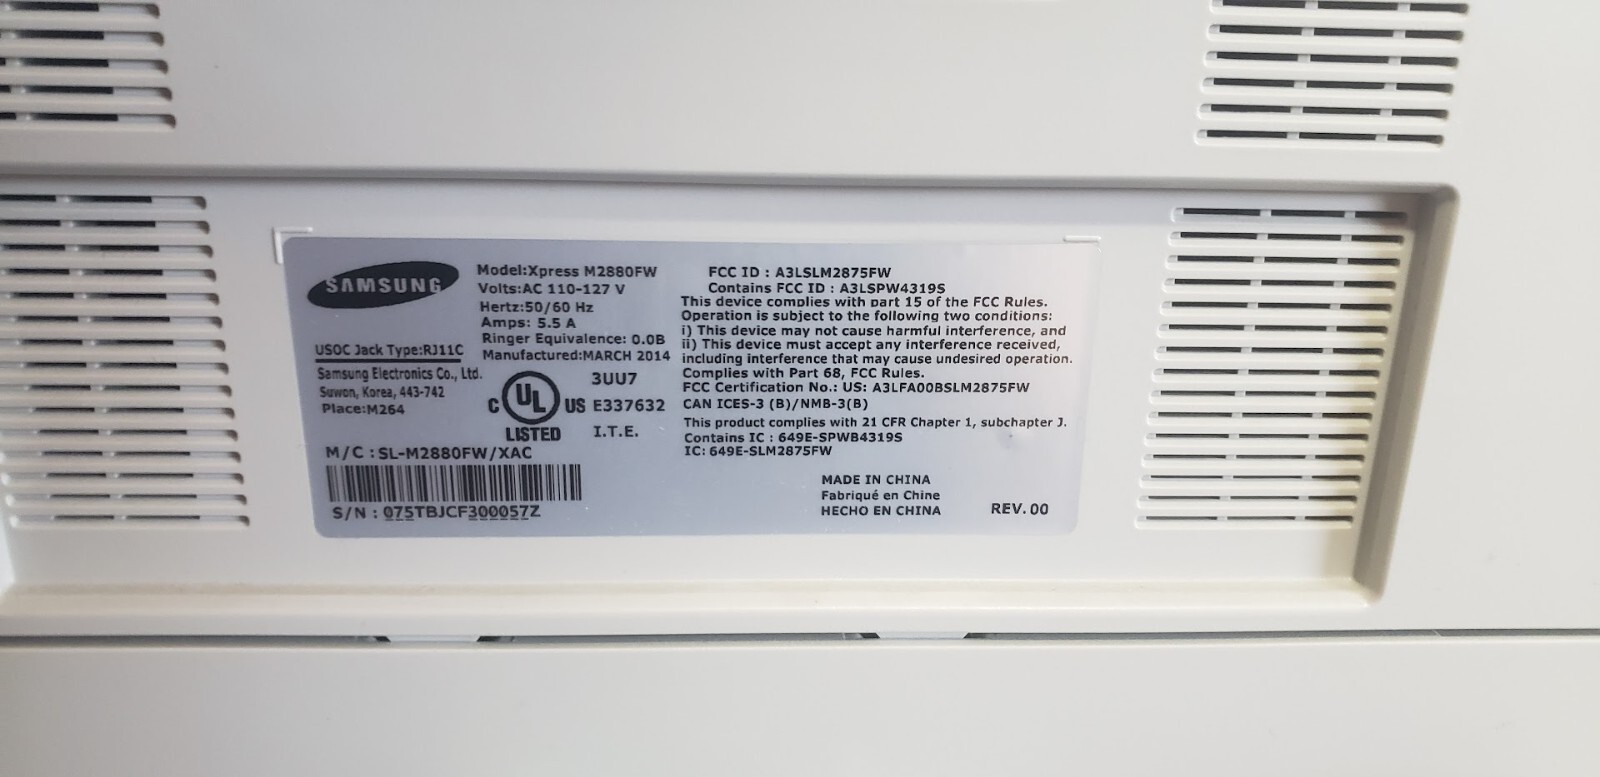 SAMSUNG
Model:Xpress M2880FW
Volts:AC 110-127 V
Hertz:50/60 Hz
Amps: 5.5 A
Ringer Equivalence: 0.0B
Manufactured:MARCH 2014
USOC Jack Type:RJ11C
Samsung Electronics Co., Ltd.
Suwon, Korea, 443-742
Place:M264
C UL US
LISTED
3UU7
E337632
I.T.E.
M/C : SL-M2880FW/XAC
S/N : 075TBJCF300057Z
FCC ID : A3LSLM2875FW
Contains FCC ID : A3LSPW4319S
This device complies with part 15 of the FCC Rules.
Operation is subject to the following two conditions:
i) This device may not cause harmful interference, and
ii) This device must accept any interference received,
including interference that may cause undesired operation.
Complies with Part 68, FCC Rules.
FCC Certification No.: US: A3LFA00BSLM2875FW
CAN ICES-3 (B)/NMB-3(B)
This product complies with 21 CFR Chapter 1, subchapter J.
Contains IC : 649E-SPWB4319S
IC: 649E-SLM2875FW
MADE IN CHINA
Fabriqué en Chine
HECHO EN CHINA
REV. 00